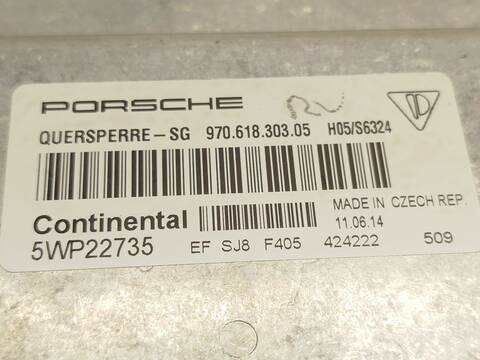 PORSCHE
QUERSPERRE-SG 970.618.303.05 H05/S6324
Continental
MADE IN CZECH REP.
11.06.14
5WP22735 EF SJ8 F405 424222 509